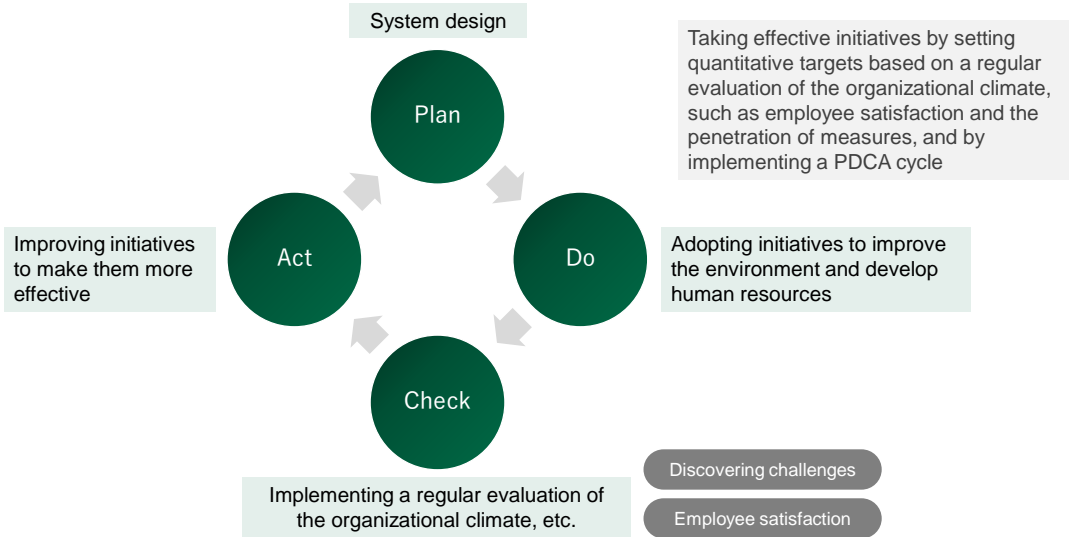 System design
Plan
Taking effective initiatives by setting
quantitative targets based on a regular
evaluation of the organizational climate,
such as employee satisfaction and the
penetration of measures, and by
implementing a PDCA cycle
Improving initiatives
to make them more
effective
Act
Do
Adopting initiatives to improve
the environment and develop
human resources
Check
Implementing a regular evaluation of
the organizational climate, etc.
Discovering challenges
Employee satisfaction